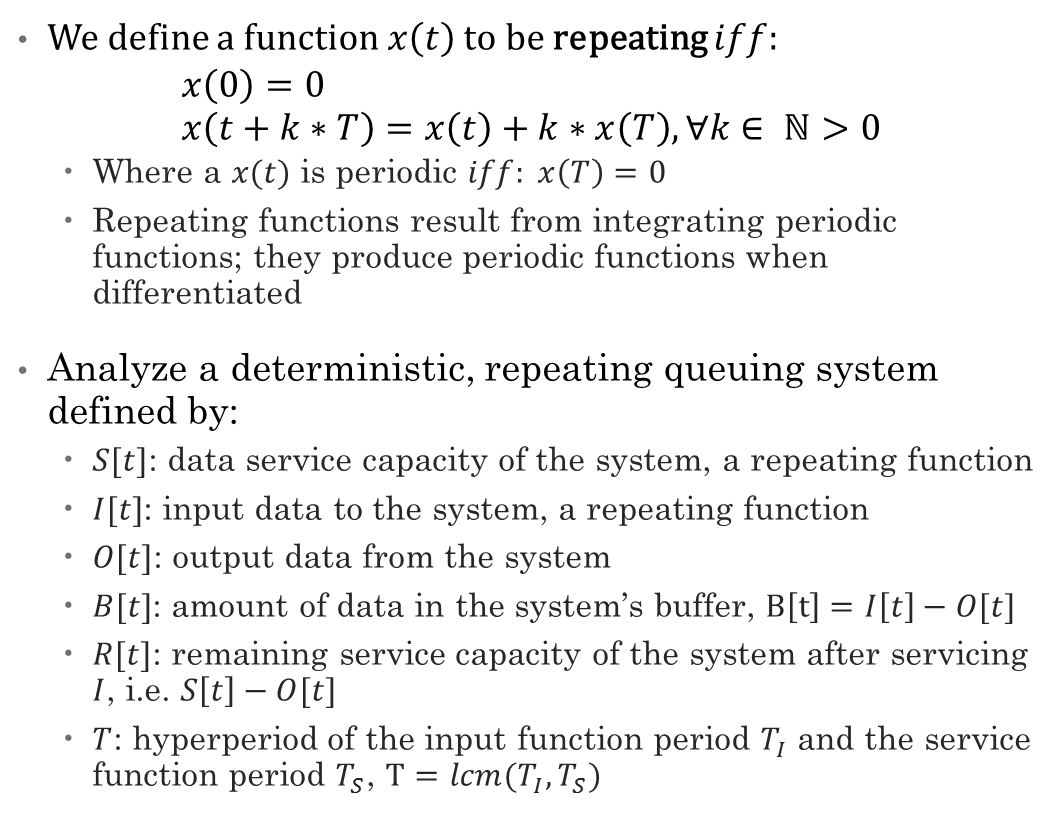 • We define a function x(t) to be repeating iff:
x(0) = 0
x(t + k * T) = x(t) + k * x(T), ∀k ∈ ℕ > 0
• Where a x(t) is periodic iff: x(T) = 0
• Repeating functions result from integrating periodic
functions; they produce periodic functions when
differentiated
• Analyze a deterministic, repeating queuing system
defined by:
• S[t]: data service capacity of the system, a repeating function
• I[t]: input data to the system, a repeating function
• O[t]: output data from the system
• B[t]: amount of data in the system's buffer, B[t] = I[t] − O[t]
• R[t]: remaining service capacity of the system after servicing
I, i.e. S[t] − O[t]
• T: hyperperiod of the input function period T_I and the service
function period T_S, T = lcm(T_I, T_S)